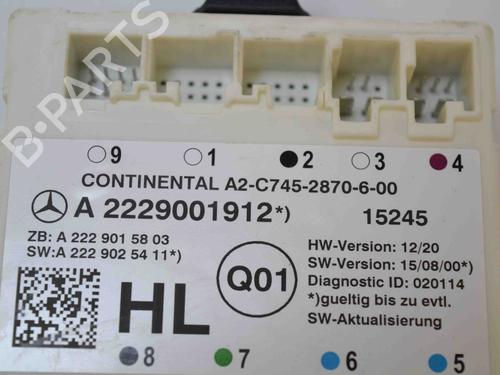 B-PARTS
9 1 2 3 4
CONTINENTAL A2-C745-2870-6-00
A 2229001912*) 15245
ZB: A 222 901 58 03
SW:A 222 902 54 11*)
HW-Version: 12/20
SW-Version: 15/08/00*)
Diagnostic ID: 020114
*)gueltig bis zu evtl.
SW-Aktualisierung
Q01
HL
8 7 6 5